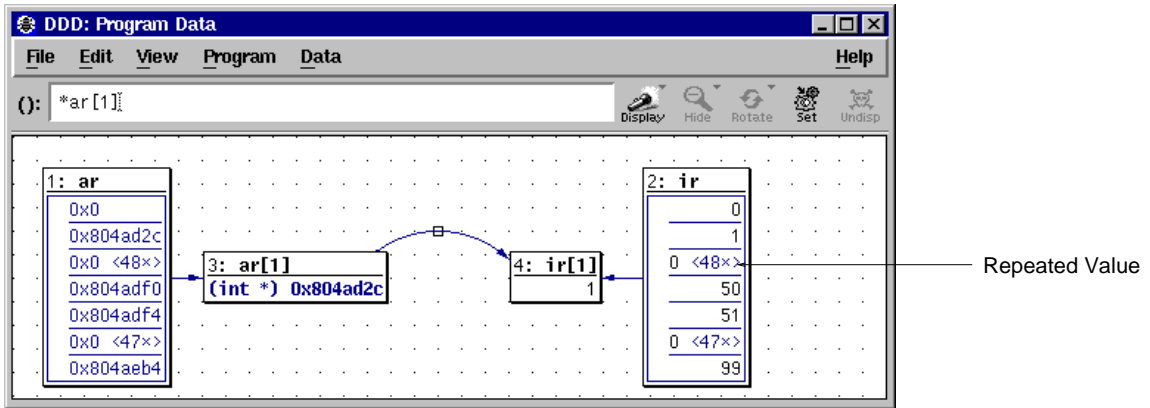 DDD: Program Data
File Edit View Program Data Help
(): *ar[1]
Display Hide Rotate Set Undisp
1: ar
0x0
0x804ad2c
0x0 <48×>
0x804adf0
0x804adf4
0x0 <47×>
0x804aeb4
3: ar[1]
(int *) 0x804ad2c
4: ir[1]
1
2: ir
0
1
0 <48×>
50
51
0 <47×>
99
Repeated Value